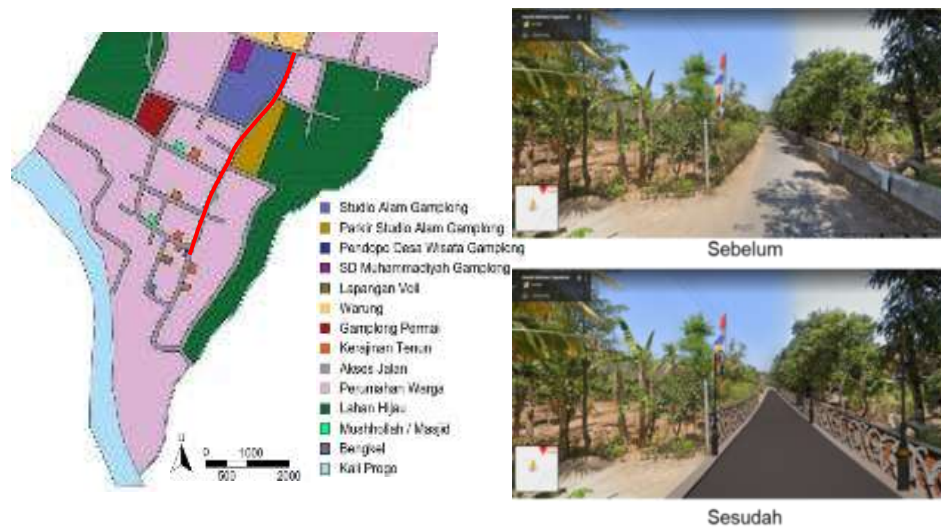 Studio Alam Gamplong
Parkir Studio Alam Gamplong
Pendopo Desa Wisata Gamplong
SD Muhammadiyah Gamplong
Lapangan Voli
Warung
Gamplong Permai
Kerajinan Tenun
Akses Jalan
Perumahan Warga
Lahan Hijau
Mushhollah / Masjid
Bengkel
Kali Progo
0 1000
500 2000
Sebelum
Sesudah